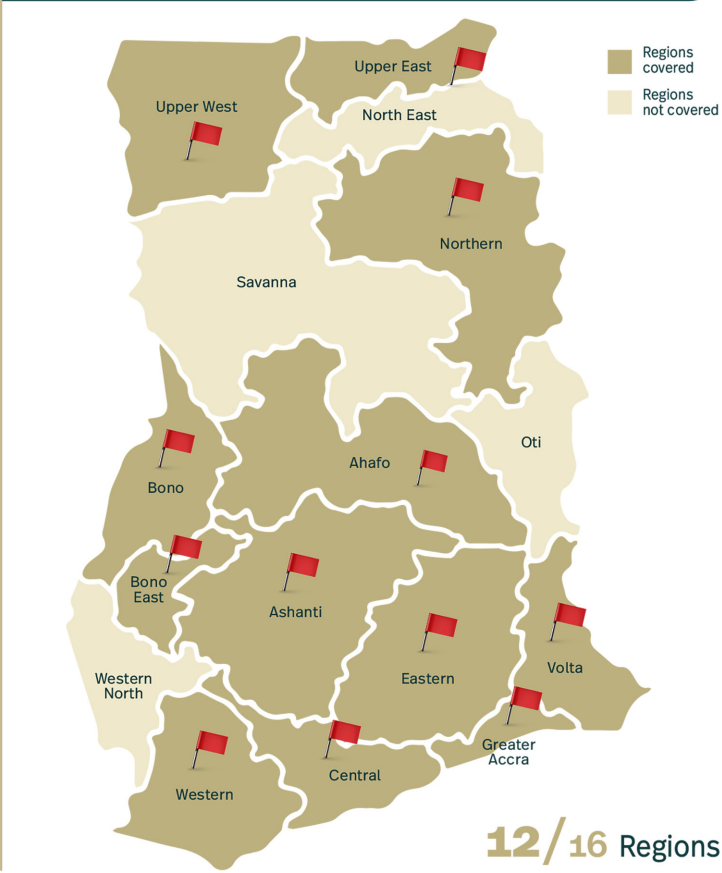 Regions
covered
Regions
not covered
Upper East
Upper West
North East
Northern
Savanna
Oti
Ahafo
Bono
Bono
East
Ashanti
Volta
Eastern
Western
North
Greater
Accra
Central
Western
12/16 Regions